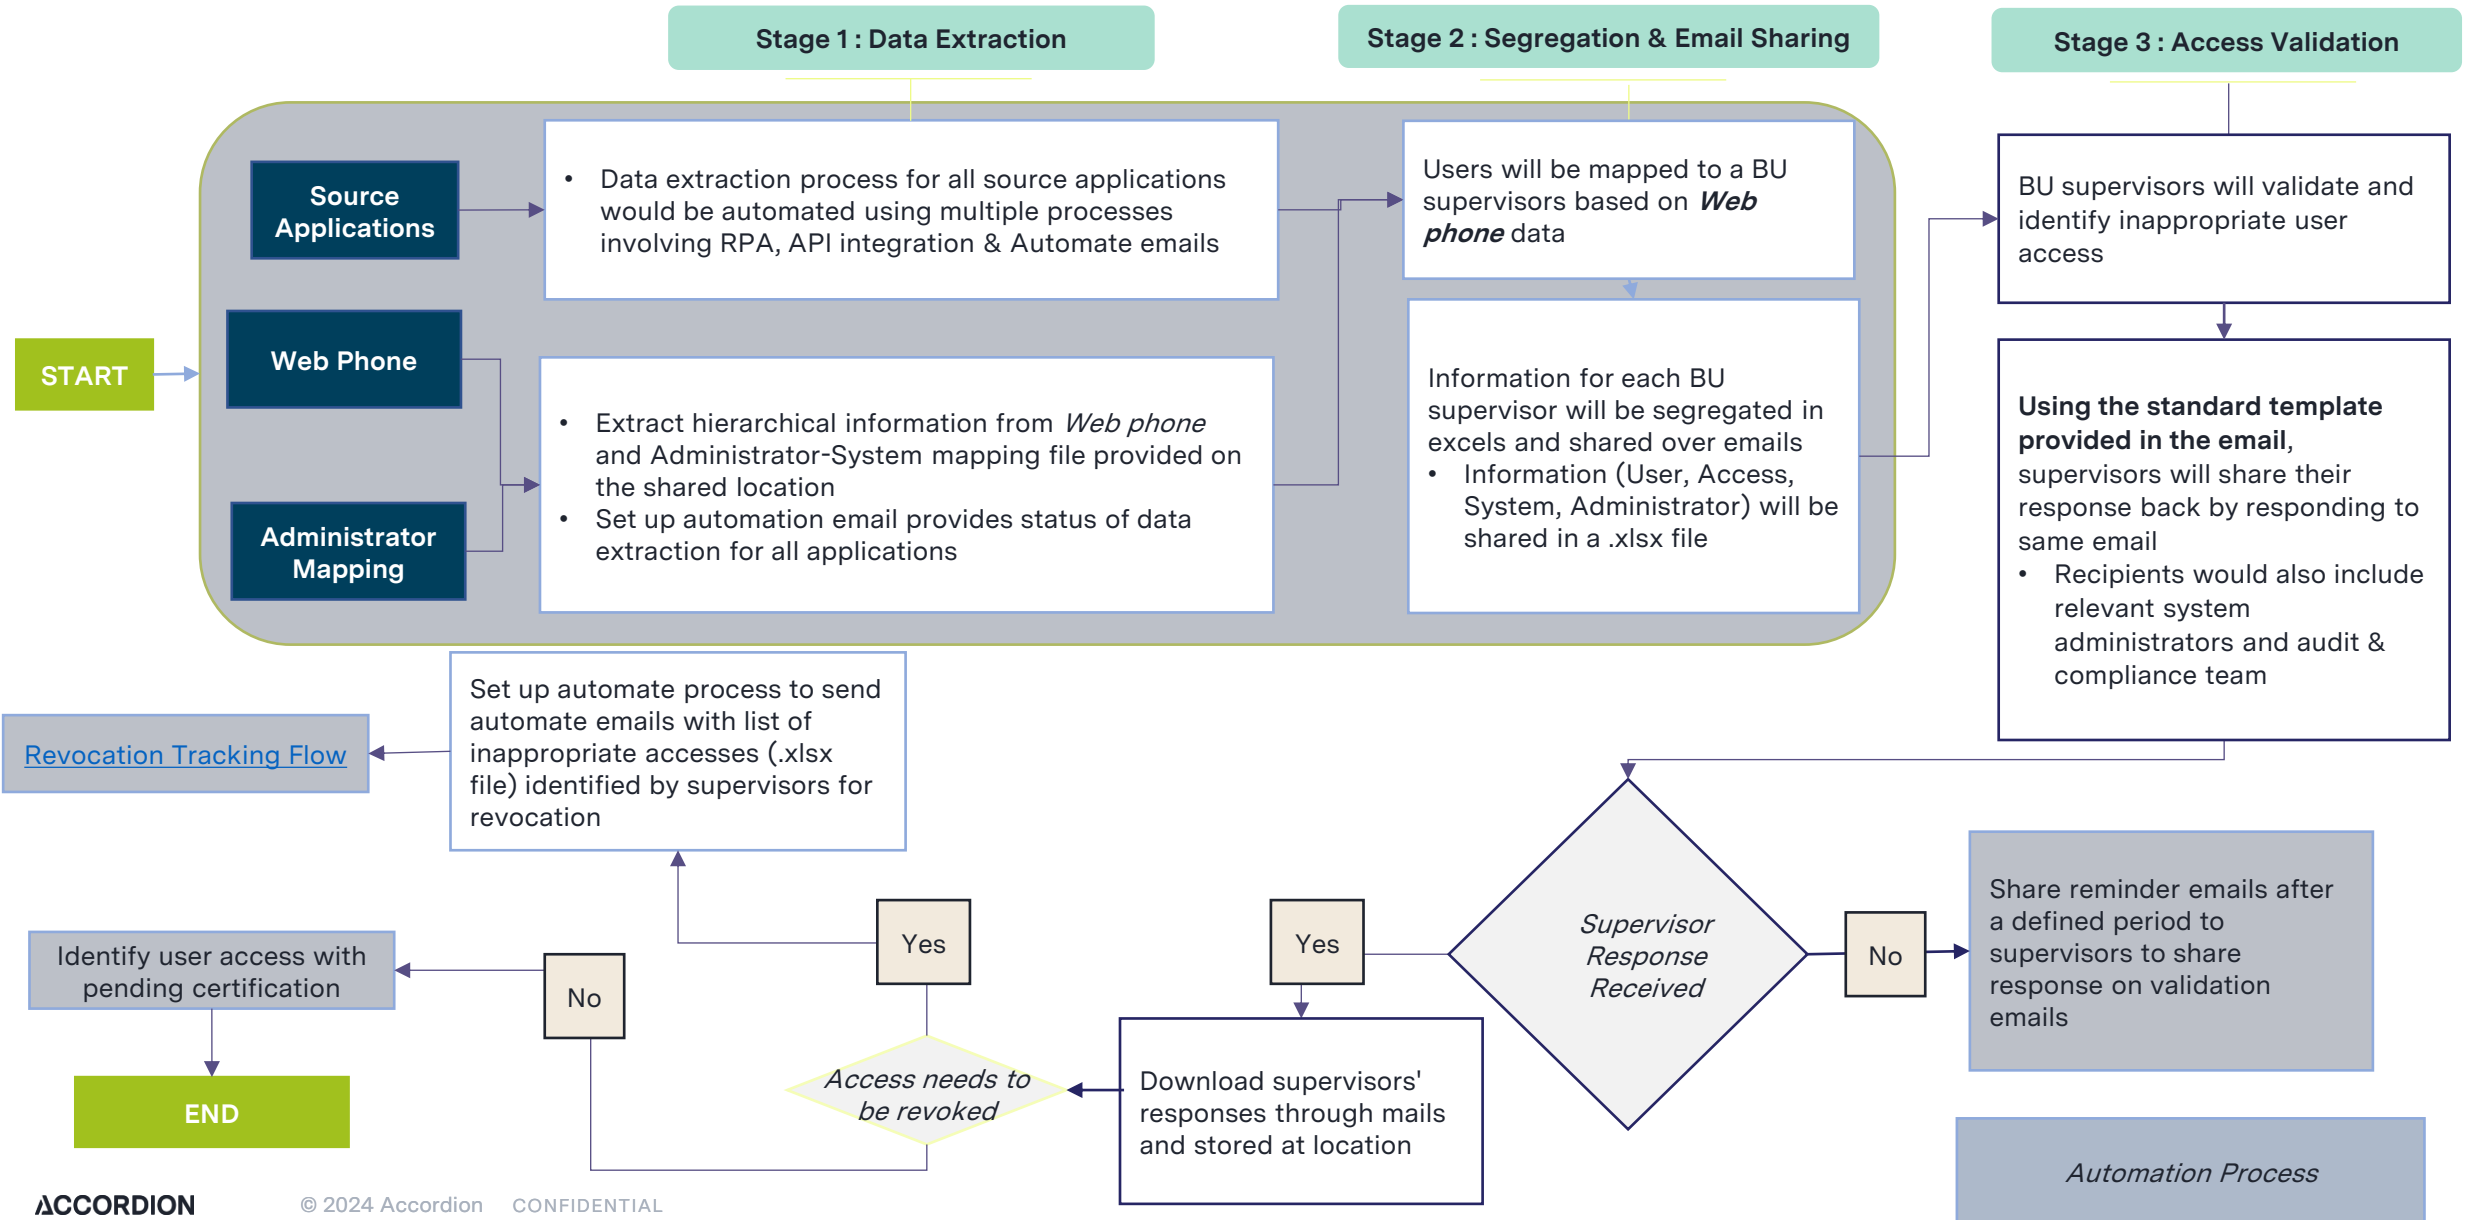 Stage 1 : Data Extraction
Stage 2 : Segregation & Email Sharing
Stage 3 : Access Validation
START
Source
Applications
Web Phone
Administrator
Mapping
• Data extraction process for all source applications
would be automated using multiple processes
involving RPA, API integration & Automate emails
• Extract hierarchical information from Web phone
and Administrator-System mapping file provided on
the shared location
• Set up automation email provides status of data
extraction for all applications
Users will be mapped to a BU
supervisors based on Web
phone data
Information for each BU
supervisor will be segregated in
excels and shared over emails
• Information (User, Access,
System, Administrator) will be
shared in a .xlsx file
BU supervisors will validate and
identify inappropriate user
access
Using the standard template
provided in the email,
supervisors will share their
response back by responding to
same email
• Recipients would also include
relevant system
administrators and audit &
compliance team
Supervisor
Response
Received
No
Share reminder emails after
a defined period to
supervisors to share
response on validation
emails
Yes
Download supervisors'
responses through mails
and stored at location
Access needs to
be revoked
Yes
Set up automate process to send
automate emails with list of
inappropriate accesses (.xlsx
file) identified by supervisors for
revocation
Revocation Tracking Flow
No
Identify user access with
pending certification
END
Automation Process
ACCORDION
© 2024 Accordion CONFIDENTIAL